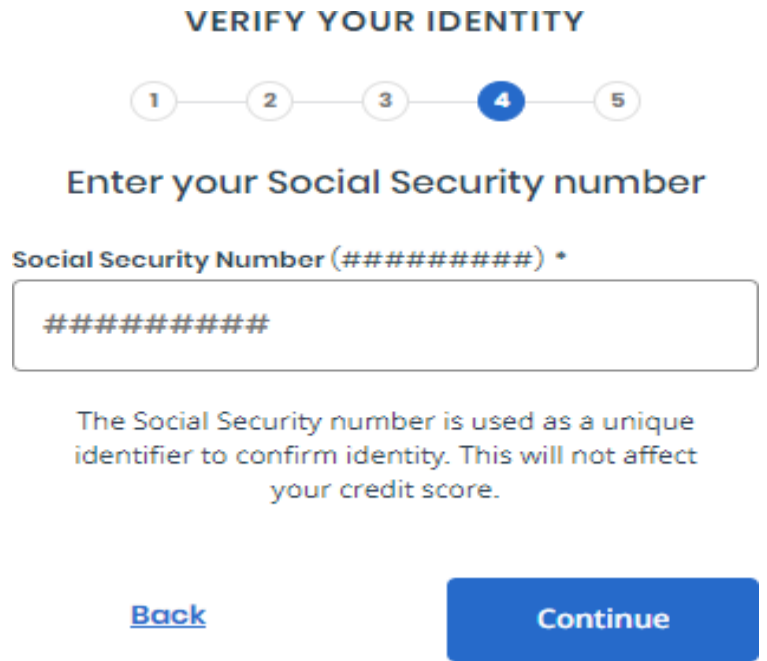 VERIFY YOUR IDENTITY
1 2 3 4 5
Enter your Social Security number
Social Security Number (#########) *
#########
The Social Security number is used as a unique
identifier to confirm identity. This will not affect
your credit score.
Back Continue